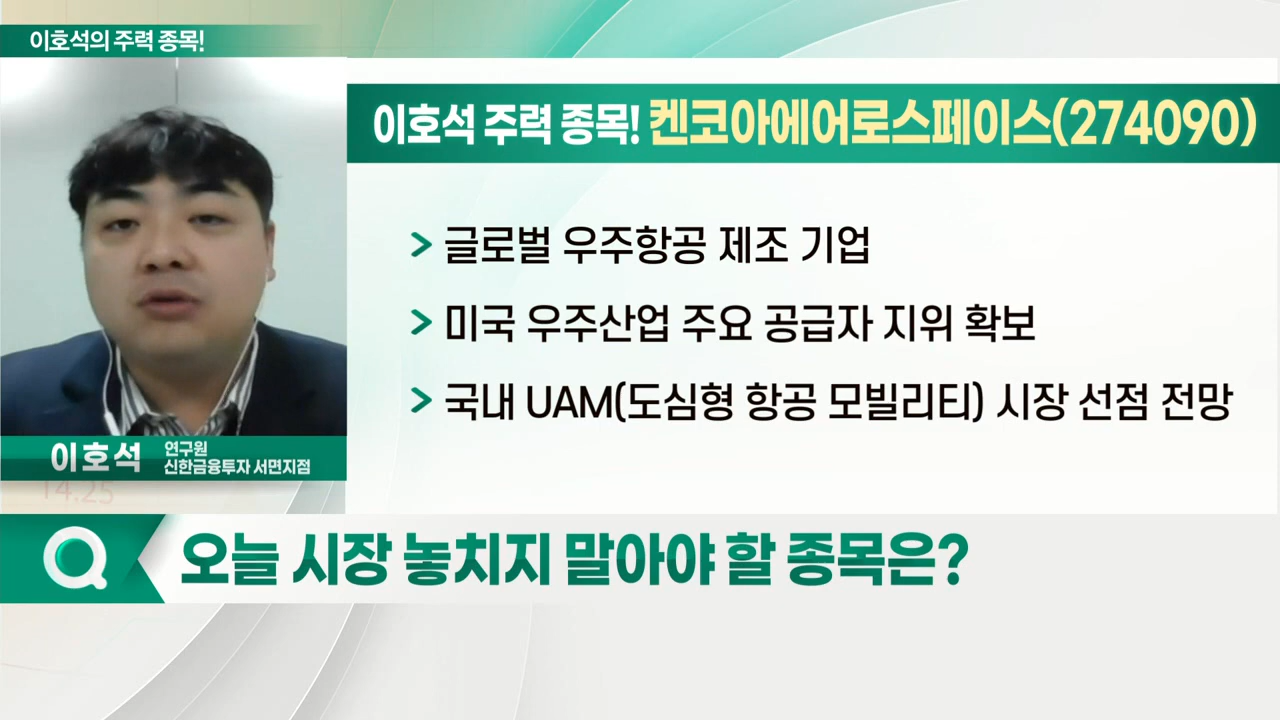 이호석의 주력 종목!
이호석 주력 종목! 켄코아에어로스페이스(274090)
> 글로벌 우주항공 제조 기업
> 미국 우주산업 주요 공급자 지위 확보
> 국내 UAM(도심형 항공 모빌리티) 시장 선점 전망
이호석 연구원
신한금융투자 서면지점
14.25
Q 오늘 시장 놓치지 말아야 할 종목은?